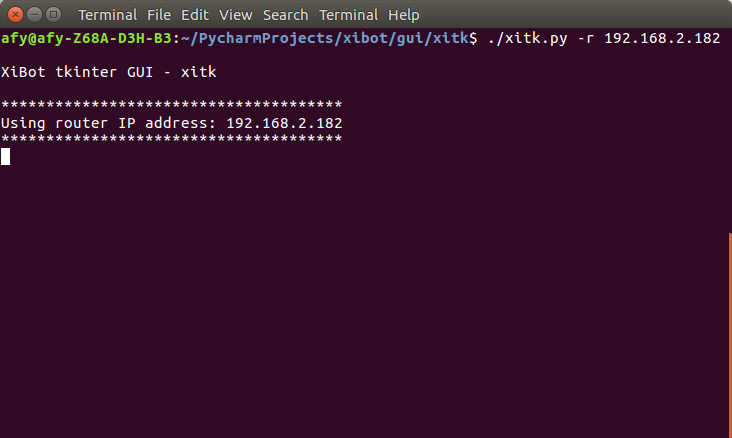 Terminal File Edit View Search Terminal Help
afy@afy-Z68A-D3H-B3:~/PycharmProjects/xibot/gui/xitk$ ./xitk.py -r 192.168.2.182
XiBot tkinter GUI - xitk
**************************************
Using router IP address: 192.168.2.182
**************************************